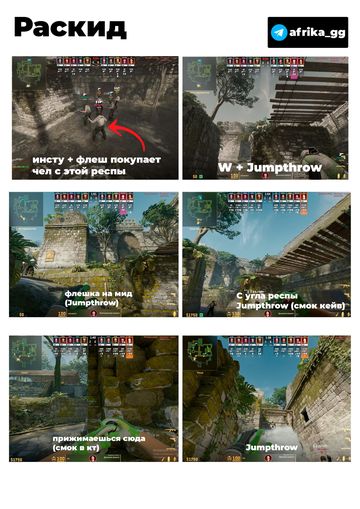 Раскид
afrika_gg
инсту + флеш покупает
чел с этой респы
W + Jumpthrow
флешка на мид
(Jumpthrow)
С угла респы
Jumpthrow (смок кейв)
прижимаешься сюда
(смок в кт)
Jumpthrow